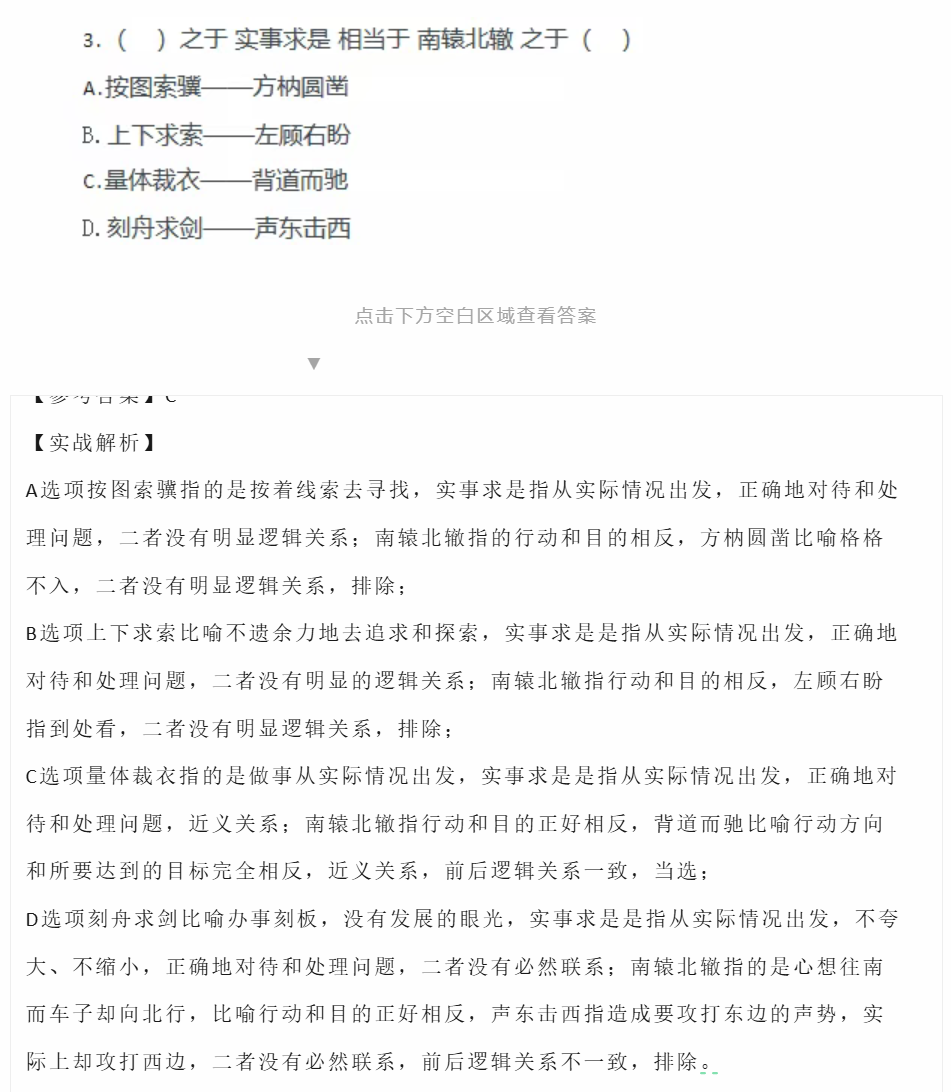 3.（ ）之于 实事求是 相当于 南辕北辙 之于（ ）
A.按图索骥——方枘圆凿
B.上下求索——左顾右盼
C.量体裁衣——背道而驰
D.刻舟求剑——声东击西
点击下方空白区域查看答案
▼
【参考答案】C
【实战解析】
A选项按图索骥指的是按着线索去寻找，实事求是指从实际情况出发，正确地对待和处
理问题，二者没有明显逻辑关系；南辕北辙指的行动和目的相反，方枘圆凿比喻格格
不入，二者没有明显逻辑关系，排除；
B选项上下求索比喻不遗余力地去追求和探索，实事求是是指从实际情况出发，正确地
对待和处理问题，二者没有明显的逻辑关系；南辕北辙指行动和目的相反，左顾右盼
指到处看，二者没有明显逻辑关系，排除；
C选项量体裁衣指的是做事从实际情况出发，实事求是是指从实际情况出发，正确地对
待和处理问题，近义关系；南辕北辙指行动和目的正好相反，背道而驰比喻行动方向
和所要达到的目标完全相反，近义关系，前后逻辑关系一致，当选；
D选项刻舟求剑比喻办事刻板，没有发展的眼光，实事求是是指从实际情况出发，不夸
大、不缩小，正确地对待和处理问题，二者没有必然联系；南辕北辙指的是心想往南
而车子却向北行，比喻行动和目的正好相反，声东击西指造成要攻打东边的声势，实
际上却攻打西边，二者没有必然联系，前后逻辑关系不一致，排除。